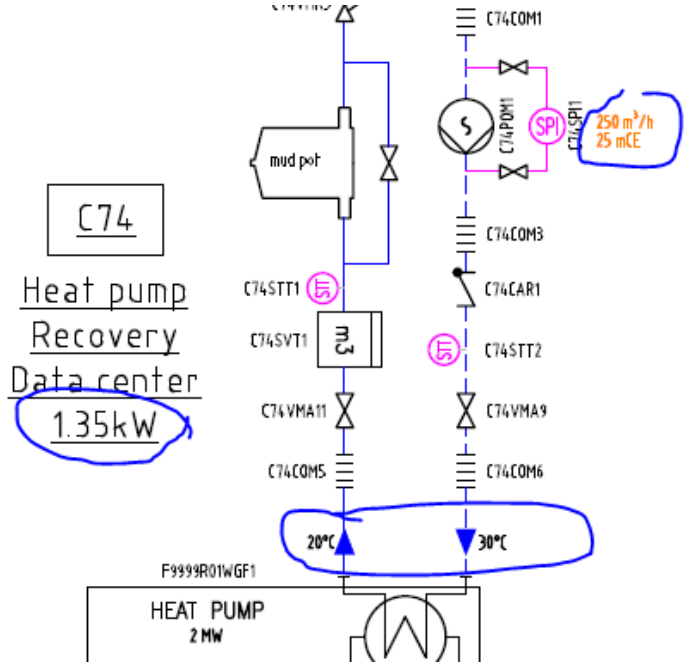 C74COM1
S
C74POM1
SPI
C74SPI1
250 m³/h
25 mCE
mud pot
C74
C74COM3
Heat pump
Recovery
Data center
1.35kW
C74STT1
STT
C74CAR1
C74SVT1
m3
STT
C74STT2
C74VMA11
C74VMA9
C74COM5
C74COM6
20°C
30°C
F9999R01WGF1
HEAT PUMP
2 MW